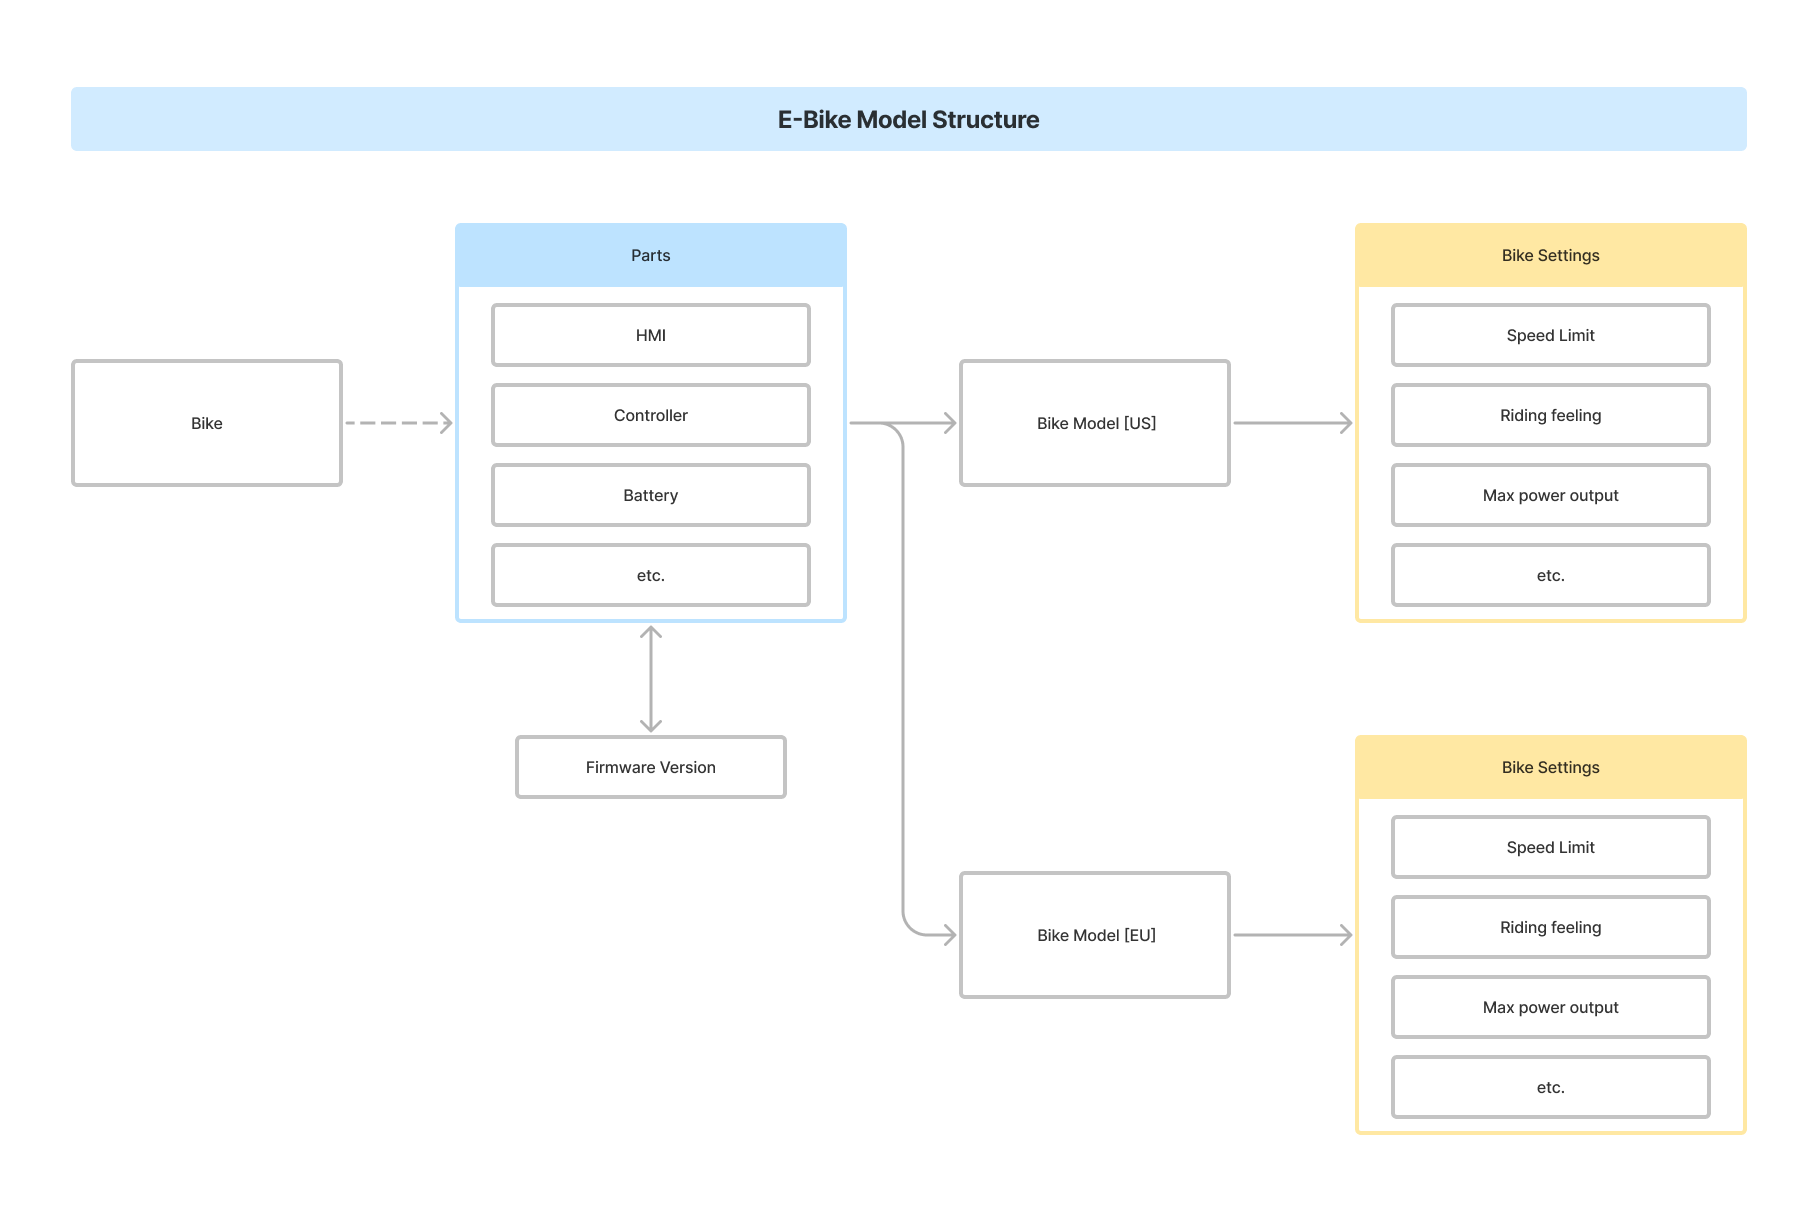 E-Bike Model Structure
Parts
HMI
Controller
Battery
etc.
Bike
Firmware Version
Bike Model [US]
Bike Settings
Speed Limit
Riding feeling
Max power output
etc.
Bike Model [EU]
Bike Settings
Speed Limit
Riding feeling
Max power output
etc.